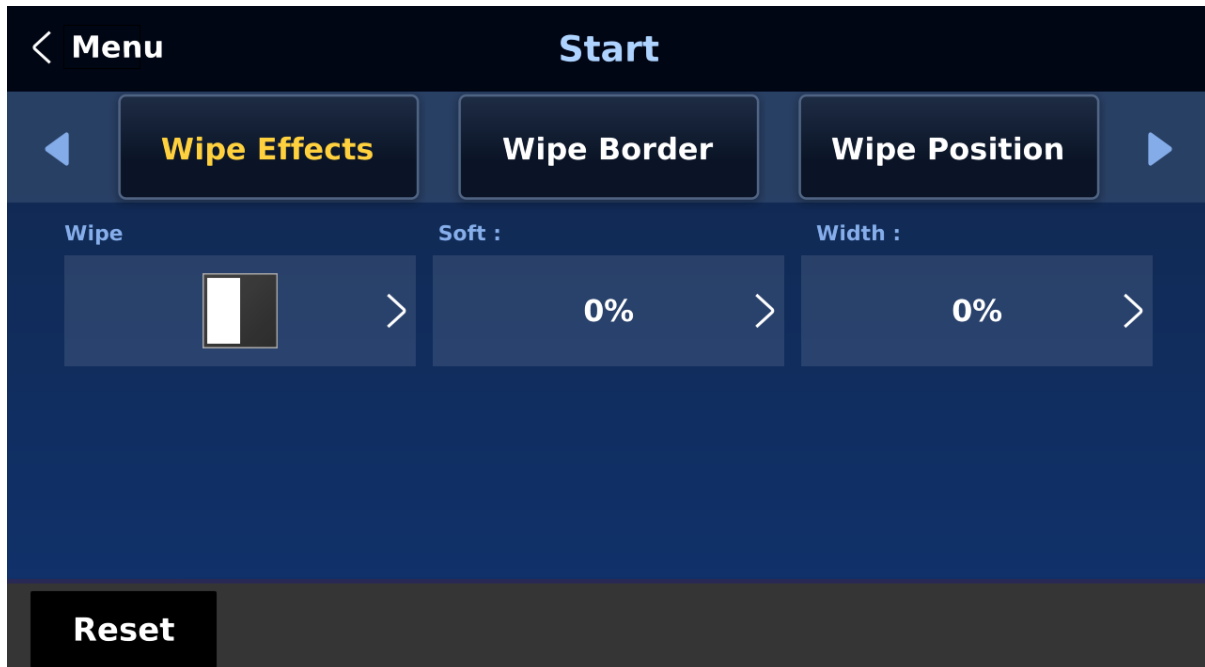 Menu
Start
Wipe Effects
Wipe Border
Wipe Position
Wipe
Soft :
Width :
0%
0%
Reset